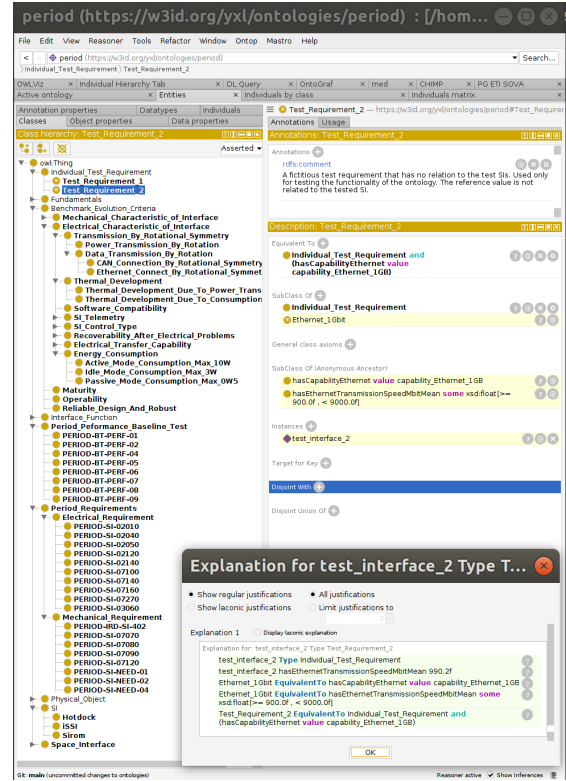 period (https://w3id.org/yxl/ontologies/period) : [/hom...
File Edit View Reasoner Tools Refactor Window Ontop Mastro Help
< > period (https://w3id.org/yxl/ontologies/period) Search...
Individual_Test_Requirement Test_Requirement_2
OWLViz × Individual Hierarchy Tab × DL Query × OntoGraf × med × CHIMP × PG ETI SOVA ×
Active ontology × Entities × Individuals by class × Individuals matrix ×
Annotation properties Datatypes Individuals
Classes Object properties Data properties
Class hierarchy: Test_Requirement_2
Asserted
owl:Thing
Individual_Test_Requirement
Test_Requirement_1
Test_Requirement_2
Fundamentals
Benchmark_Evolution_Criteria
Mechanical_Characteristic_of_Interface
Electrical_Characteristic_of_Interface
Transmission_By_Rotational_Symmetry
Power_Transmission_By_Rotation
Data_Transmission_By_Rotation
CAN_Connection_By_Rotational_Symmetry
Ethernet_Connect_By_Rotational_Symmet
Thermal_Development
Thermal_Development_Due_To_Power_Trans
Thermal_Development_Due_To_Consumption
Software_Compatibility
SI_Telemetry
SI_Control_Type
Recoverability_After_Electrical_Problems
Electrical_Transfer_Capability
Energy_Consumption
Active_Mode_Consumption_Max_10W
Idle_Mode_Consumption_Max_3W
Passive_Mode_Consumption_Max_0W5
Maturity
Operability
Reliable_Design_And_Robust
Interface_Function
Period_Peformance_Baseline_Test
PERIOD-BT-PERF-01
PERIOD-BT-PERF-02
PERIOD-BT-PERF-04
PERIOD-BT-PERF-05
PERIOD-BT-PERF-06
PERIOD-BT-PERF-07
PERIOD-BT-PERF-08
PERIOD-BT-PERF-09
Period_Requirements
Electrical_Requirement
PERIOD-SI-02010
PERIOD-SI-02040
PERIOD-SI-02050
PERIOD-SI-02120
PERIOD-SI-02140
PERIOD-SI-07100
PERIOD-SI-07140
PERIOD-SI-07160
PERIOD-SI-07270
PERIOD-SI-03060
Mechanical_Requirement
PERIOD-IRD-SI-402
PERIOD-SI-07070
PERIOD-SI-07080
PERIOD-SI-07090
PERIOD-SI-07120
PERIOD-SI-NEED-01
PERIOD-SI-NEED-02
PERIOD-SI-NEED-04
Physical_Object
SI
Hotdock
iSSI
Sirom
Space_Interface
Test_Requirement_2 — https://w3id.org/yxl/ontologies/period#Test_Requirer
Annotations Usage
Annotations: Test_Requirement_2
Annotations
rdfs:comment
A fictitious test requirement that has no relation to the test SIs. Used only
for testing the functionality of the ontology. The reference value is not
related to the tested SI.
Description: Test_Requirement_2
Equivalent To
Individual_Test_Requirement and
(hasCapabilityEthernet value
capability_Ethernet_1GB)
SubClass Of
Individual_Test_Requirement
Ethernet_1Gbit
General class axioms
SubClass Of (Anonymous Ancestor)
hasCapabilityEthernet value capability_Ethernet_1GB
hasEthernetTransmissionSpeedMbitMean some xsd:float[>=
900.0f , < 9000.0f]
Instances
test_interface_2
Target for Key
Disjoint With
Disjoint Union Of
Explanation for test_interface_2 Type T...
Show regular justifications All justifications
Show laconic justifications Limit justifications to
2
Explanation 1 Display laconic explanation
Explanation for: test_interface_2 Type Test_Requirement_2
test_interface_2 Type Individual_Test_Requirement
test_interface_2 hasEthernetTransmissionSpeedMbitMean 990.2f
Ethernet_1Gbit EquivalentTo hasCapabilityEthernet value capability_Ethernet_1GB
Ethernet_1Gbit EquivalentTo hasEthernetTransmissionSpeedMbitMean some
xsd:float[>= 900.0f , < 9000.0f]
Test_Requirement_2 EquivalentTo Individual_Test_Requirement and
(hasCapabilityEthernet value capability_Ethernet_1GB)
OK
Git: main (uncommitted changes to ontologies) Reasoner active Show Inferences